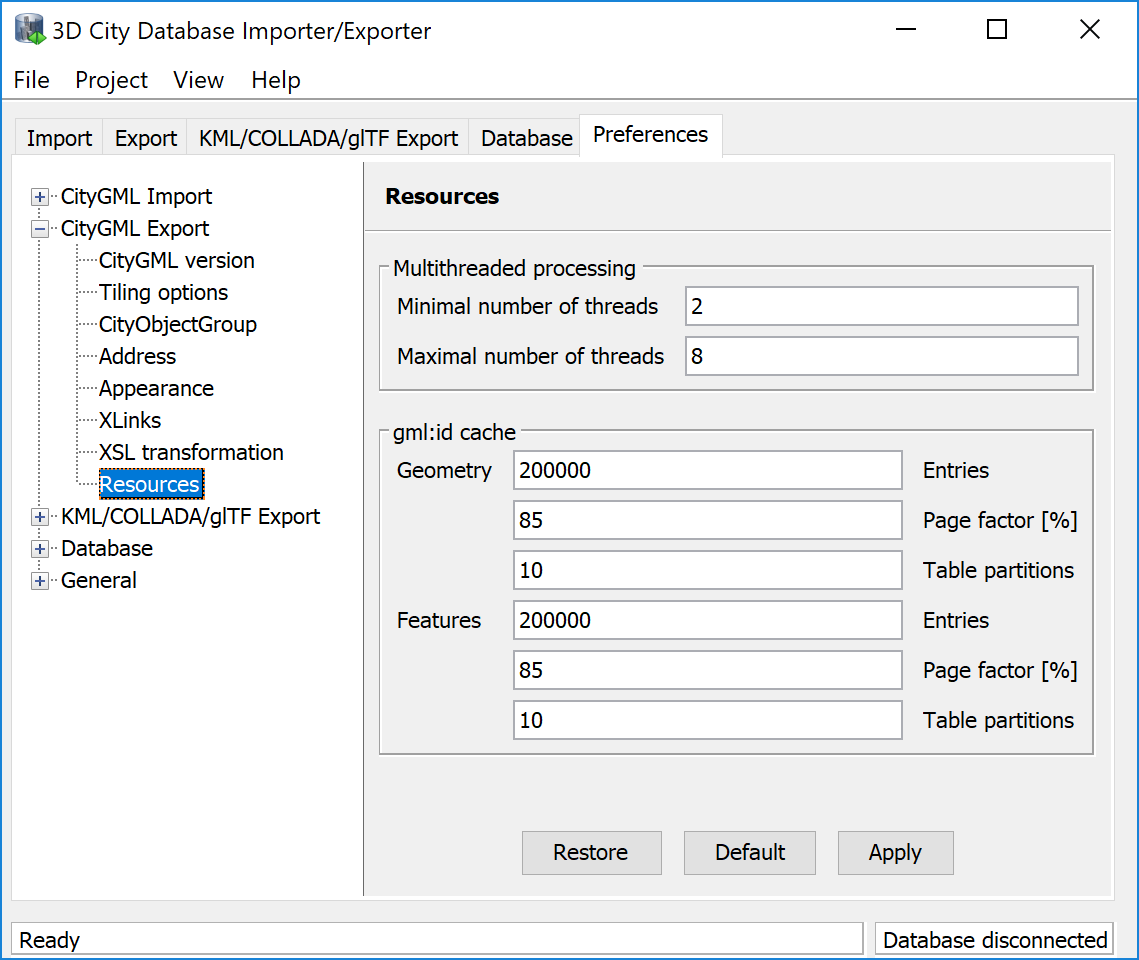 3D City Database Importer/Exporter
File Project View Help
Import Export KML/COLLADA/glTF Export Database Preferences
CityGML Import
CityGML Export
CityGML version
Tiling options
CityObjectGroup
Address
Appearance
XLinks
XSL transformation
Resources
KML/COLLADA/glTF Export
Database
General
Resources
Multithreaded processing
Minimal number of threads 2
Maximal number of threads 8
gml:id cache
Geometry 200000 Entries
85 Page factor [%]
10 Table partitions
Features 200000 Entries
85 Page factor [%]
10 Table partitions
Restore Default Apply
Ready Database disconnected